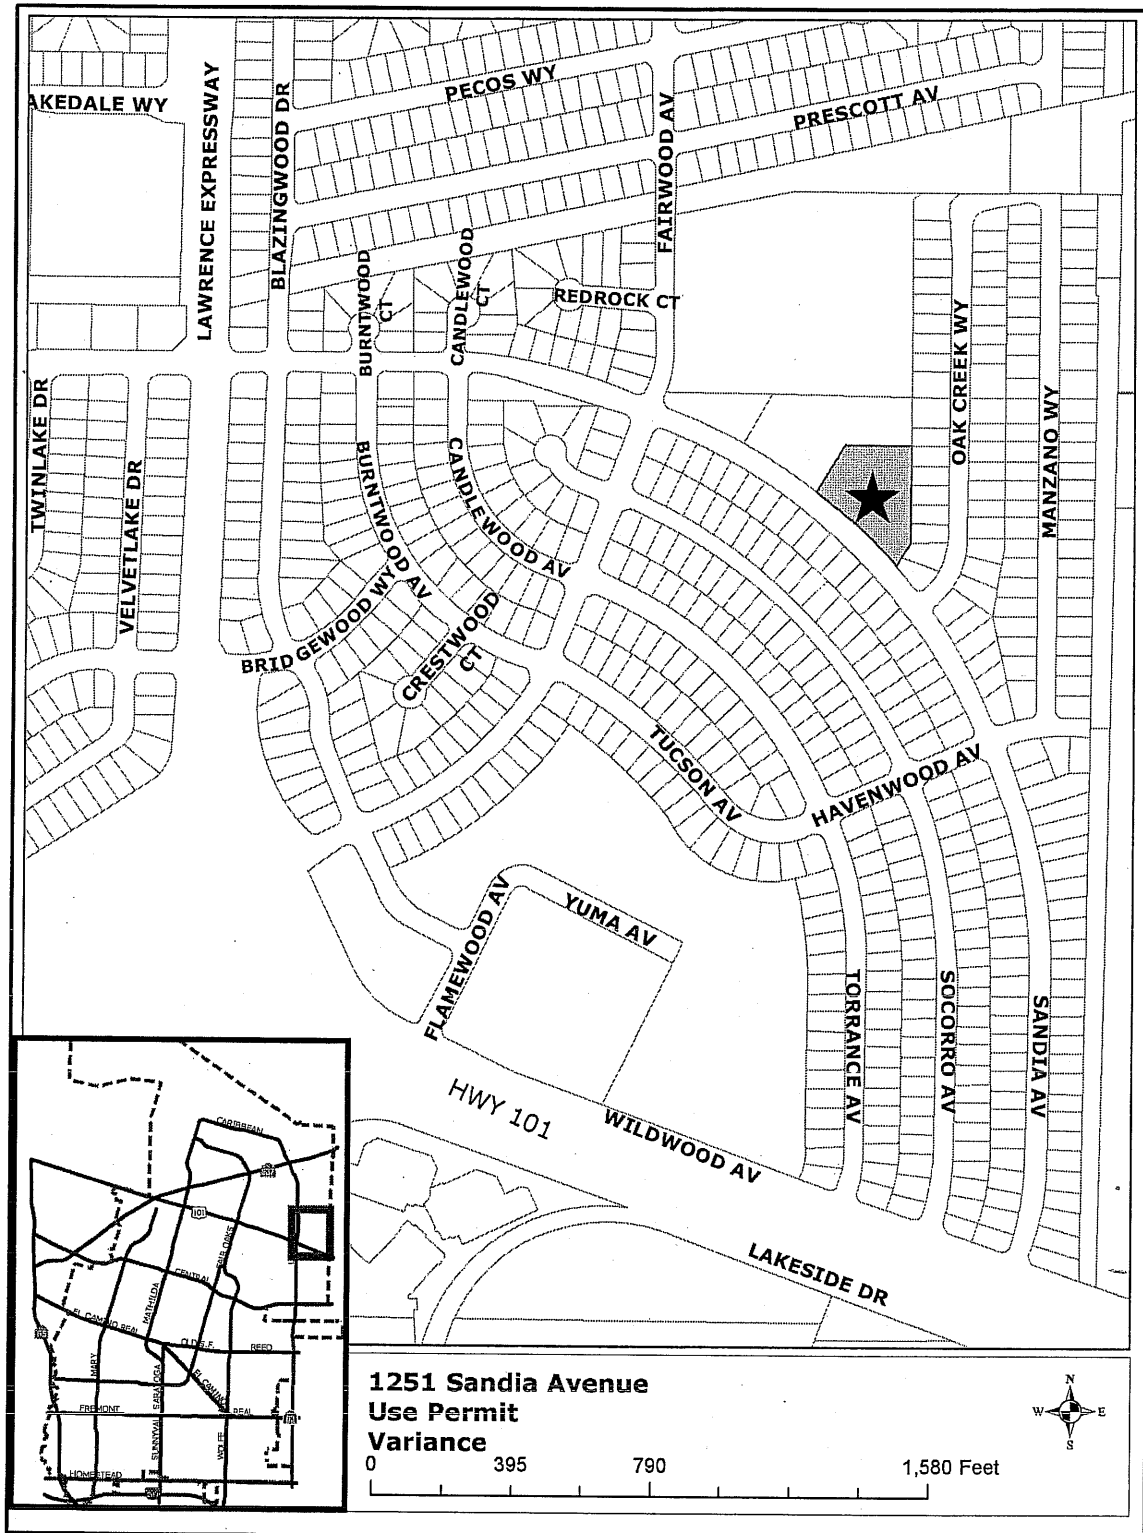 PECOS WY
AKEDALE WY
PRESCOTT AV
LAWRENCE EXPRESSWAY
BLAZINGWOOD DR
FAIRWOOD AV
BURNTWOOD CT
CANDLEWOOD CT
REDROCK CT
OAK CREEK WY
MANZANO WY
TWINLAKE DR
VELVETLAKE DR
BURNTWOOD AV
CANDLEWOOD AV
BRIDGEWOOD WY
CRESTWOOD CT
TUCSON AV
HAVENWOOD AV
FLAMEWOOD AV
YUMA AV
TORRANCE AV
SOCORRO AV
SANDIA AV
HWY 101
WILDWOOD AV
LAKESIDE DR
CARIBBEAN
101
FAIR OAKS
CENTRAL
MATHILDA
EL CAMINO REAL
OLD S.F.
REED
MARY
SUNNYVALE SARATOGA
EL CAMINO
REAL
FREMONT
WOLFE
HOMESTEAD
1251 Sandia Avenue
Use Permit
Variance
N
W
E
S
0 395 790 1,580 Feet